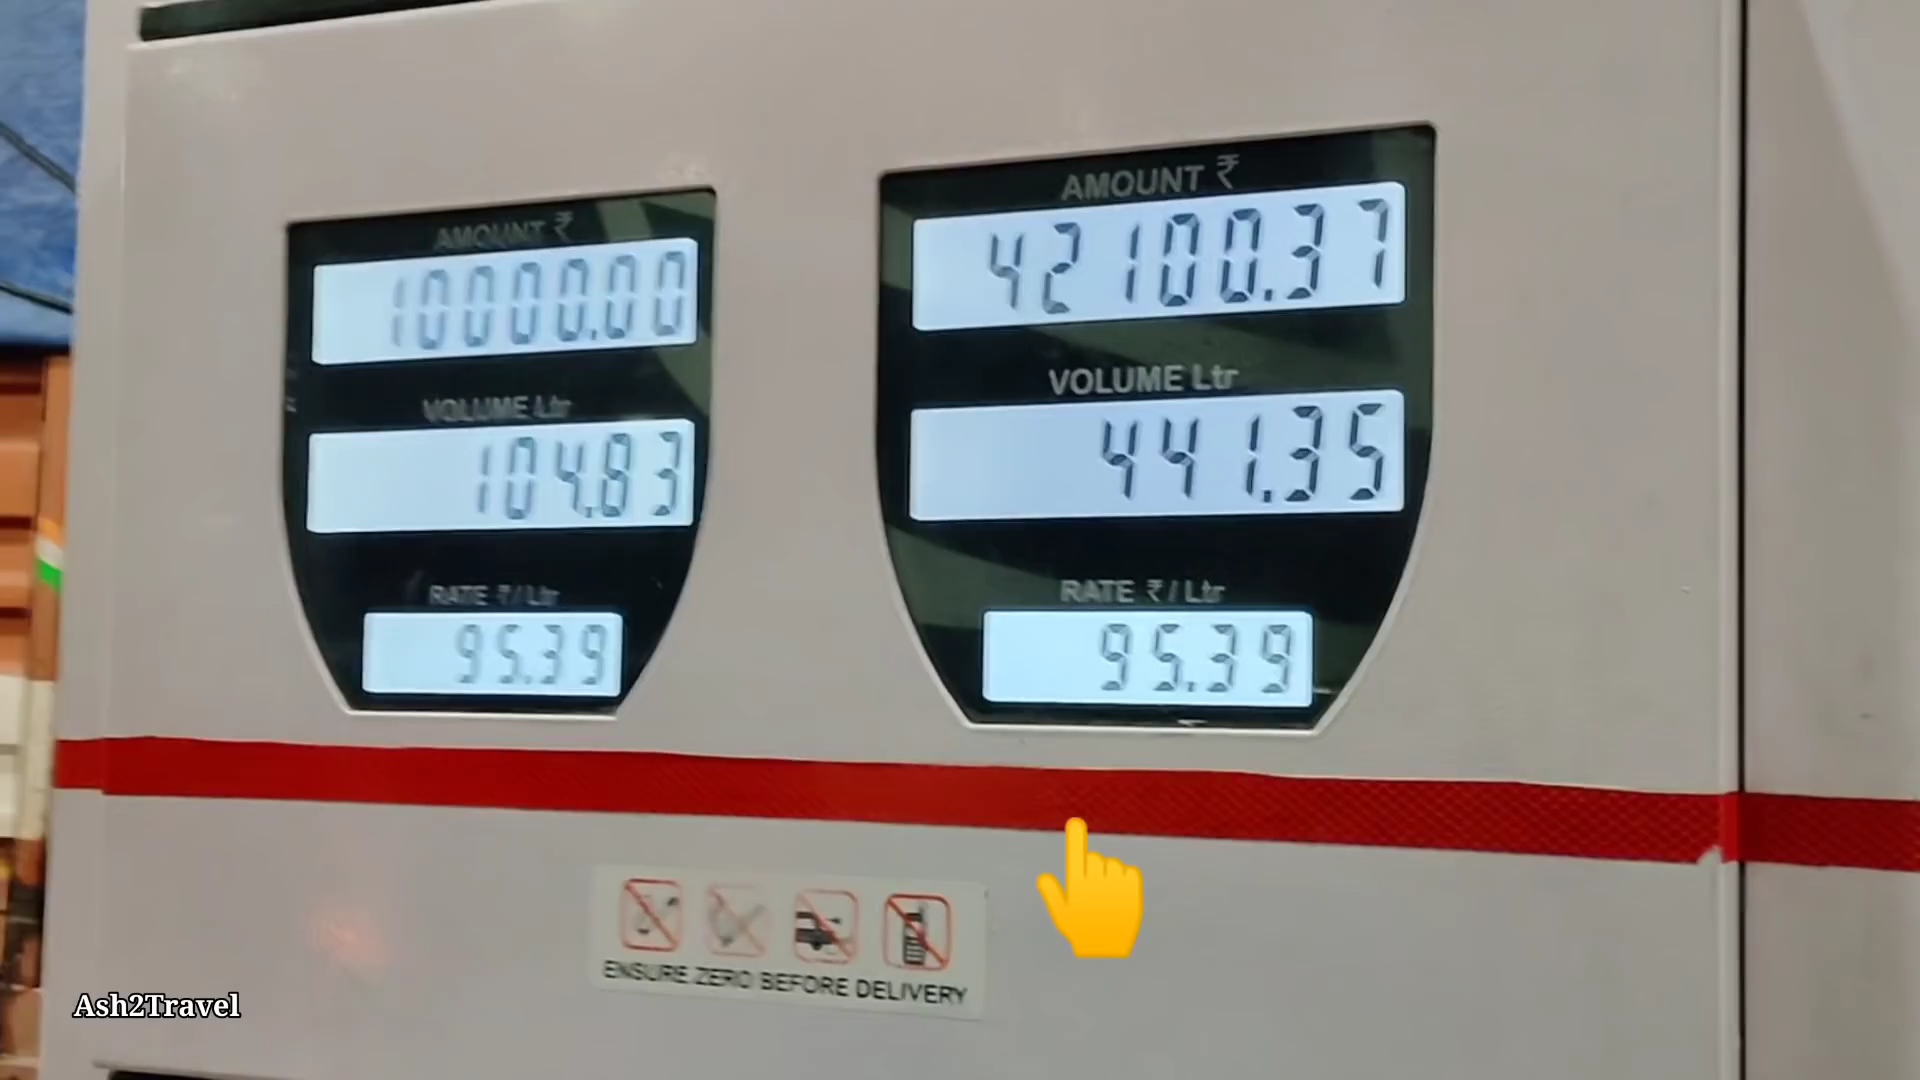 AMOUNT ₹
10000.00
VOLUME Ltr
104.83
RATE ₹/Ltr
95.39
AMOUNT ₹
42100.37
VOLUME Ltr
441.35
RATE ₹/Ltr
95.39
ENSURE ZERO BEFORE DELIVERY
Ash2Travel